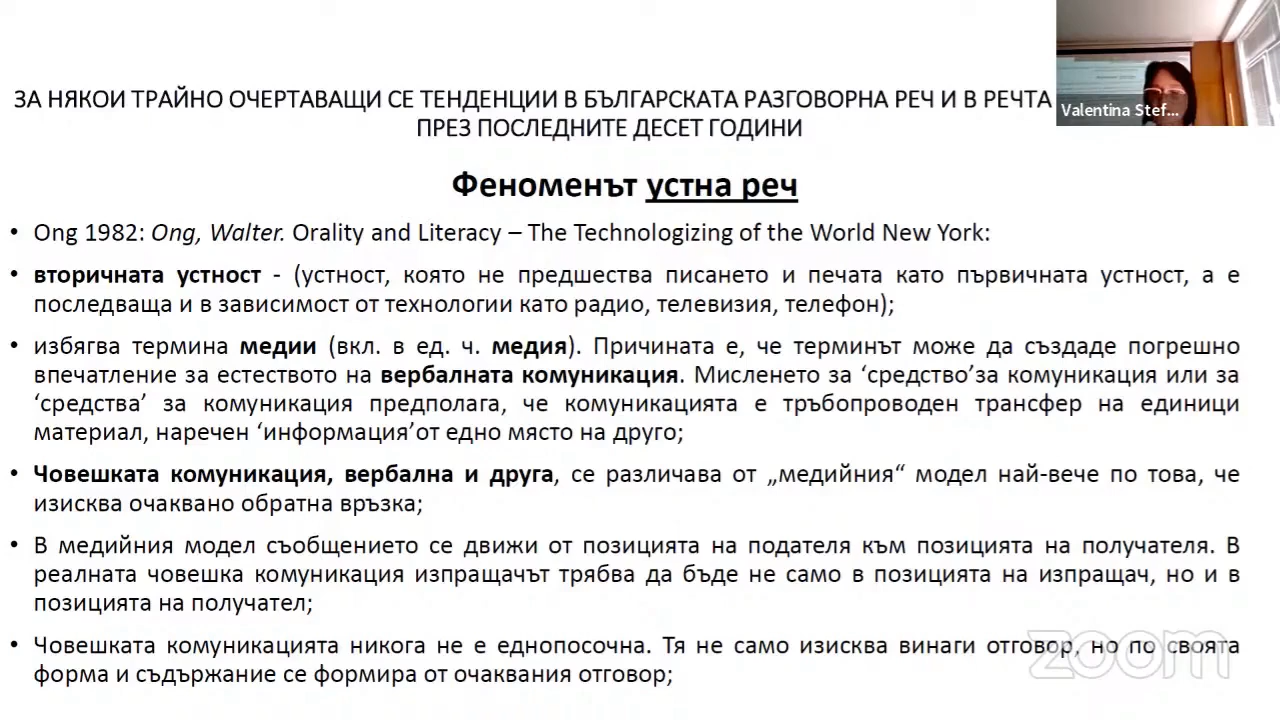 ЗА НЯКОИ ТРАЙНО ОЧЕРТАВАЩИ СЕ ТЕНДЕНЦИИ В БЪЛГАРСКАТА РАЗГОВОРНА РЕЧ И В РЕЧТА
ПРЕЗ ПОСЛЕДНИТЕ ДЕСЕТ ГОДИНИ
Valentina Stef...
Феноменът устна реч
• Ong 1982: Ong, Walter. Orality and Literacy – The Technologizing of the World New York:
• вторичната устност - (устност, която не предшества писането и печата като първичната устност, а е
последваща и в зависимост от технологии като радио, телевизия, телефон);
• избягва термина медии (вкл. в ед. ч. медия). Причината е, че терминът може да създаде погрешно
впечатление за естеството на вербалната комуникация. Мисленето за ‘средство’за комуникация или за
‘средства’ за комуникация предполага, че комуникацията е тръбопроводен трансфер на единици
материал, наречен ‘информация’от едно място на друго;
• Човешката комуникация, вербална и друга, се различава от „медийния“ модел най-вече по това, че
изисква очаквано обратна връзка;
• В медийния модел съобщението се движи от позицията на подателя към позицията на получателя. В
реалната човешка комуникация изпращачът трябва да бъде не само в позицията на изпращач, но и в
позицията на получател;
• Човешката комуникацията никога не е еднопосочна. Тя не само изисква винаги отговор, но по своята
форма и съдържание се формира от очаквания отговор;
zoom